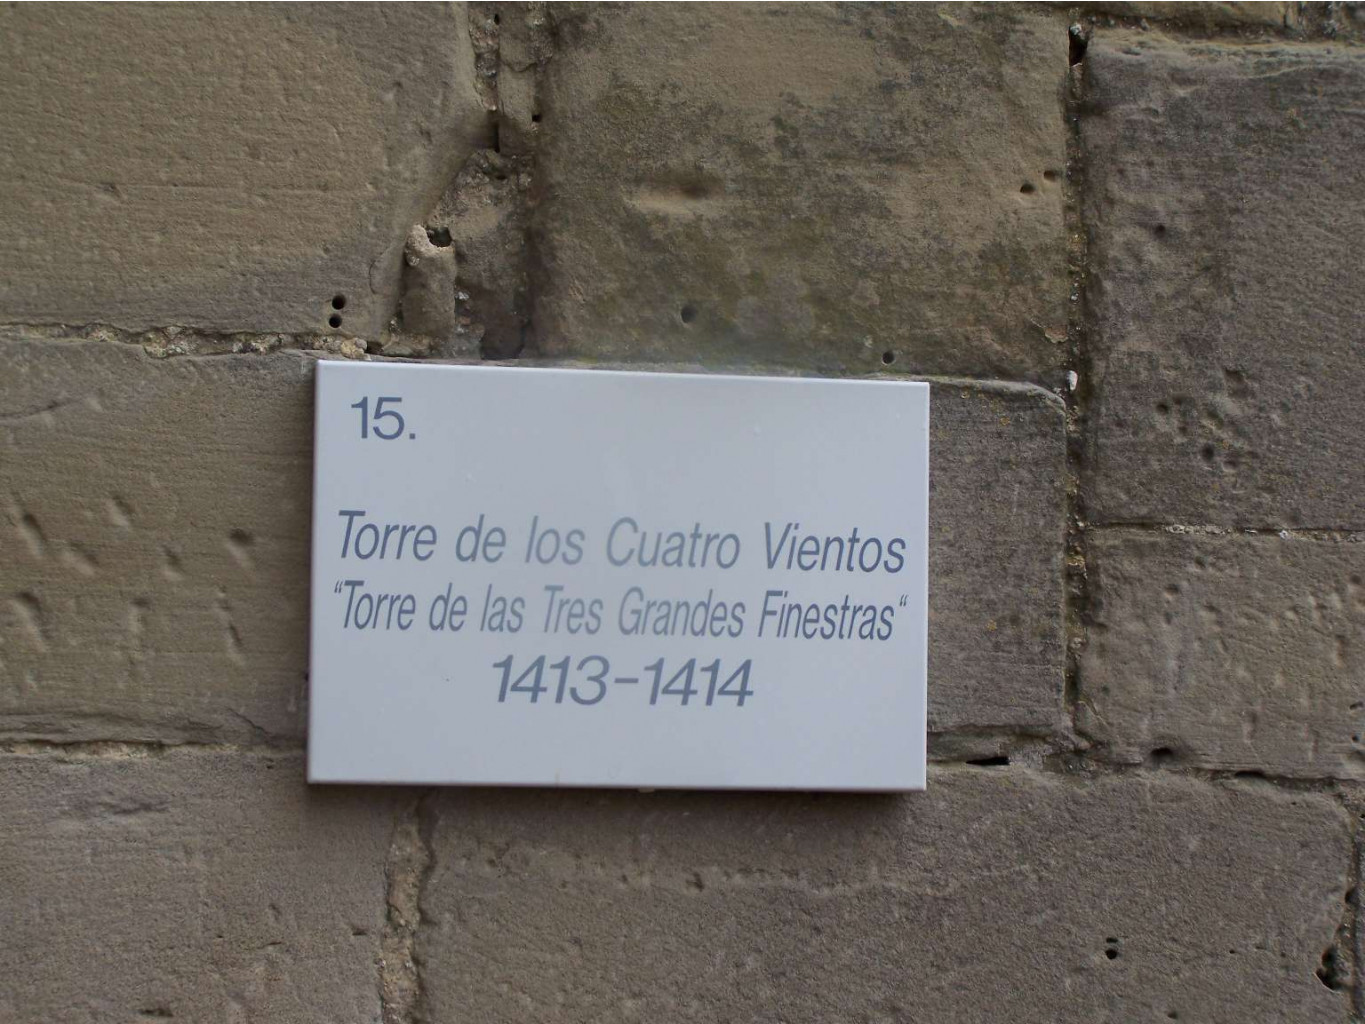 15.
Torre de los Cuatro Vientos
“Torre de las Tres Grandes Finestras“
1413-1414